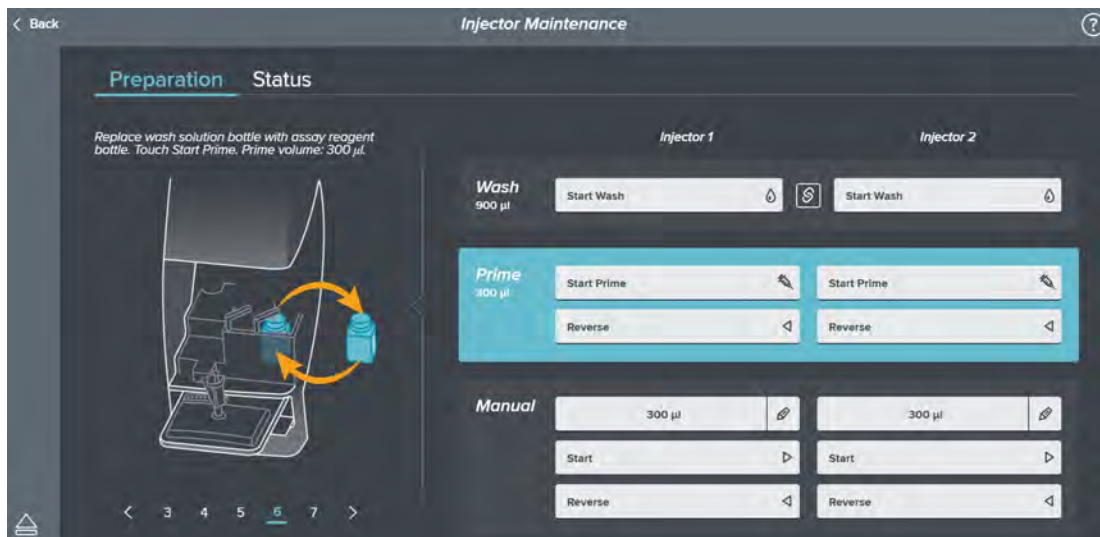 Back
Injector Maintenance
?
Preparation Status
Replace wash solution bottle with assay reagent
bottle. Touch Start Prime. Prime volume: 300 µl.
Injector 1 Injector 2
Wash
900 µl
Start Wash Start Wash
Prime
300 µl
Start Prime Start Prime
Reverse Reverse
Manual
300 µl 300 µl
Start Start
Reverse Reverse
< 3 4 5 6 7 >